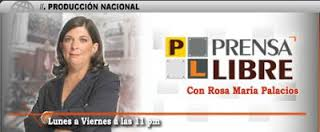 PRODUCCIÓN NACIONAL
P PRENSA
L LIBRE
Con Rosa María Palacios
Lunes a Viernes a las 11 pm